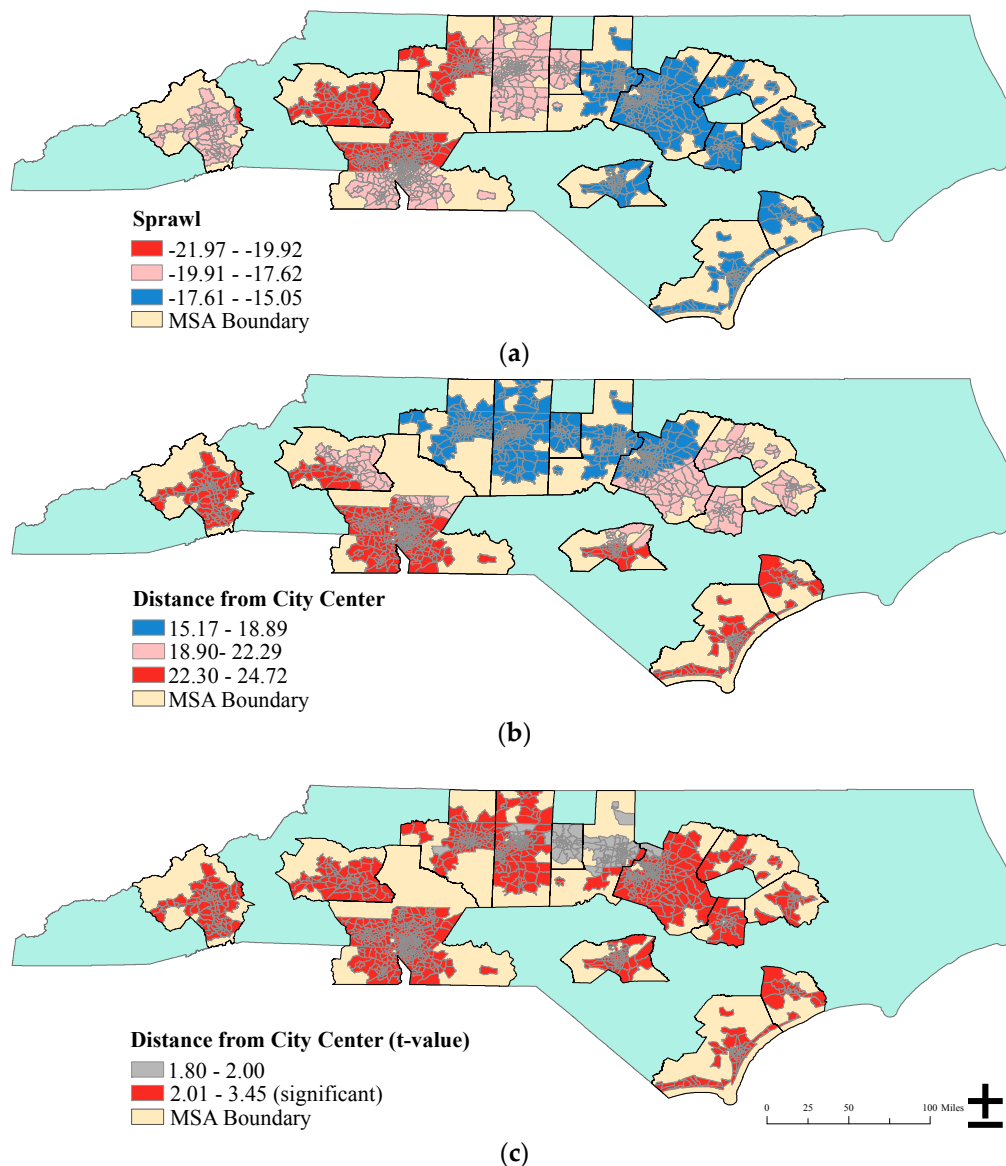 Sprawl
-21.97 - -19.92
-19.91 - -17.62
-17.61 - -15.05
MSA Boundary
(a)
Distance from City Center
15.17 - 18.89
18.90- 22.29
22.30 - 24.72
MSA Boundary
(b)
Distance from City Center (t-value)
1.80 - 2.00
2.01 - 3.45 (significant)
MSA Boundary
0 25 50 100 Miles
(c)